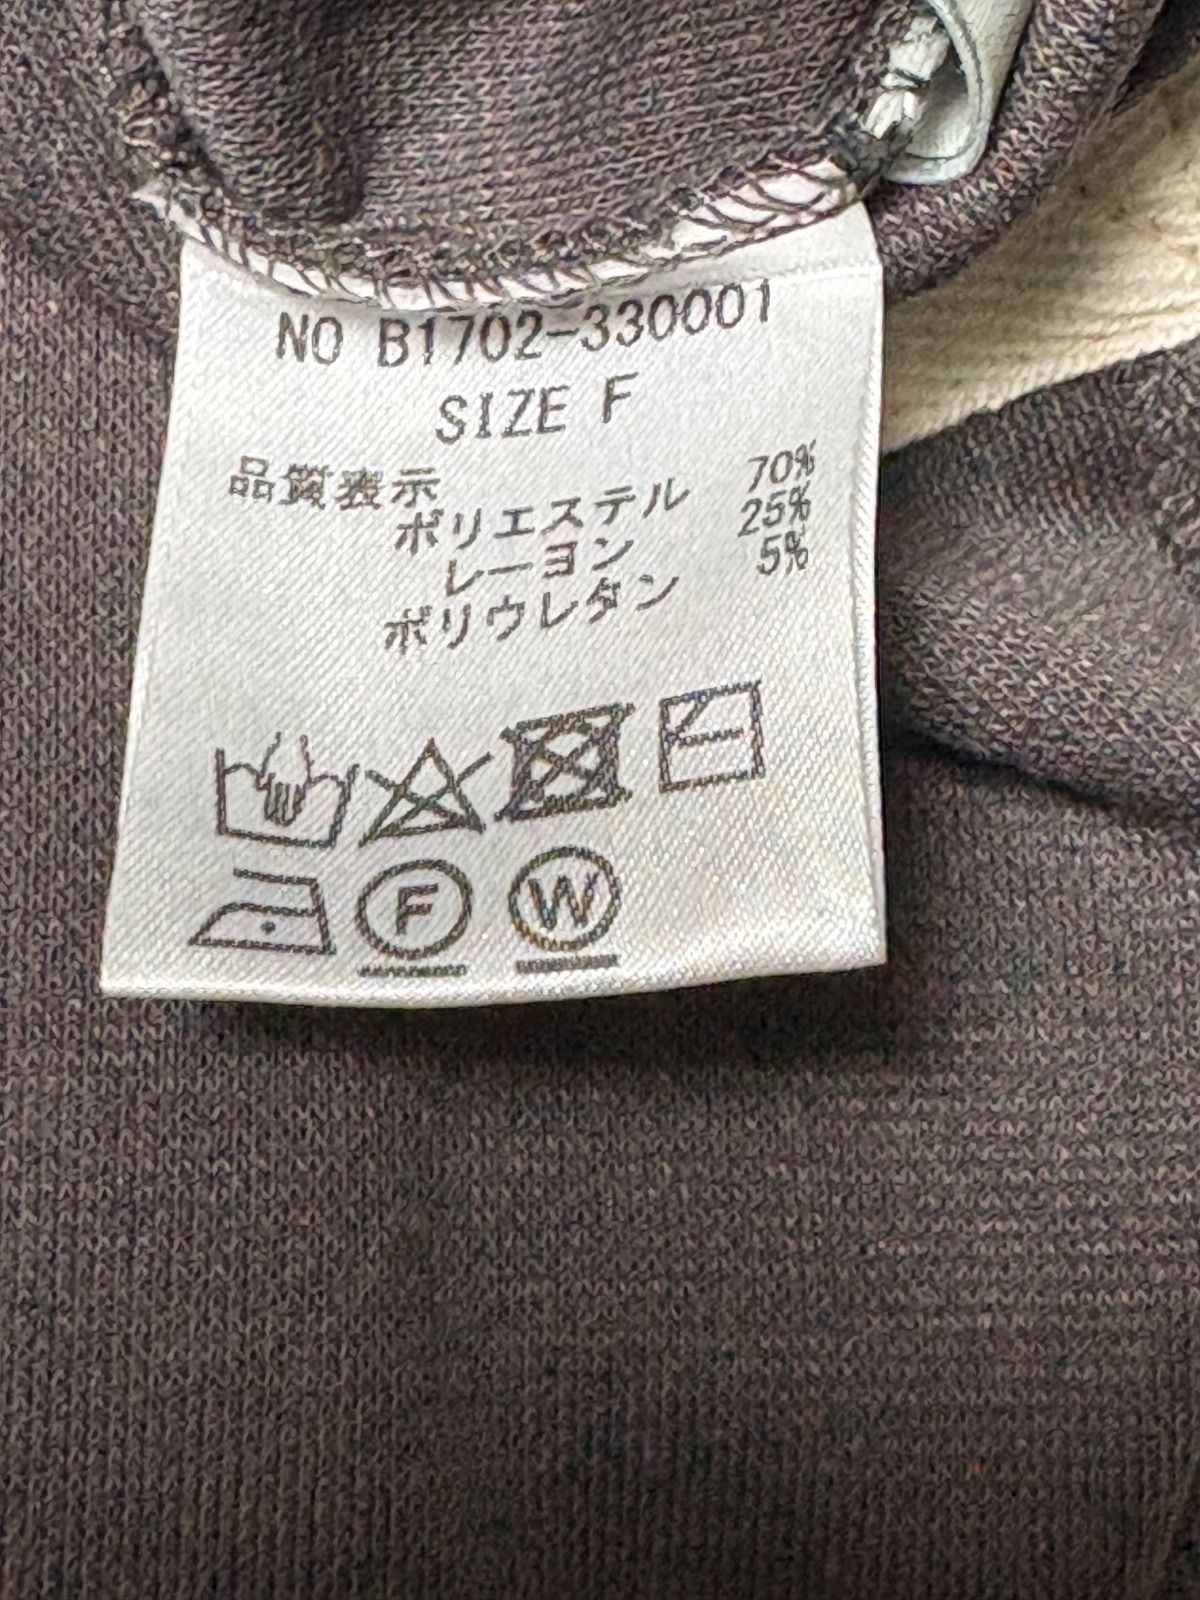 NO B1702-330001
SIZE F
品質表示
ポリエステル 70%
レーヨン 25%
ポリウレタン 5%
F
W